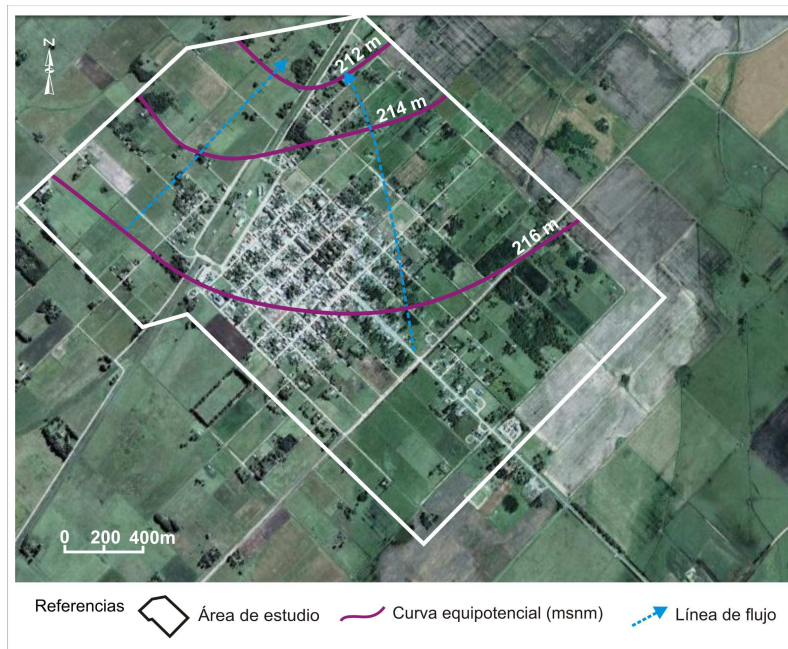 N
212 m
214 m
216 m
0 200 400m
Referencias Área de estudio Curva equipotencial (msnm) Línea de flujo